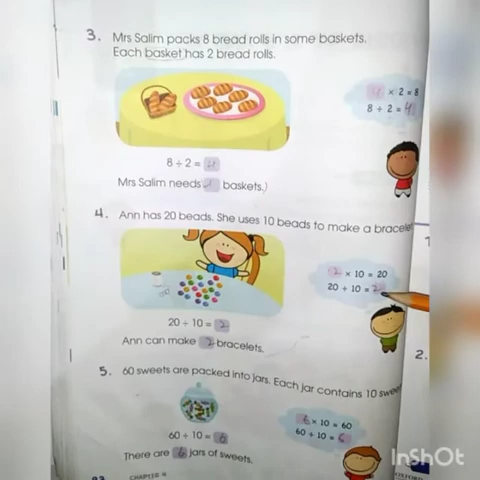 3. Mrs Salim packs 8 bread rolls in some baskets.
Each basket has 2 bread rolls.
4 × 2 = 8
8 ÷ 2 = 4
8 ÷ 2 = 4
Mrs Salim needs 4 baskets.
4. Ann has 20 beads. She uses 10 beads to make a bracele
2 × 10 = 20
20 ÷ 10 = 2
20 ÷ 10 = 2
Ann can make 2 bracelets.
2.
5. 60 sweets are packed into jars. Each jar contains 10 swee
6 × 10 = 60
60 ÷ 10 = 6
60 ÷ 10 = 6
There are 6 jars of sweets.
CHAPTER 4
OXFORD
InShOt